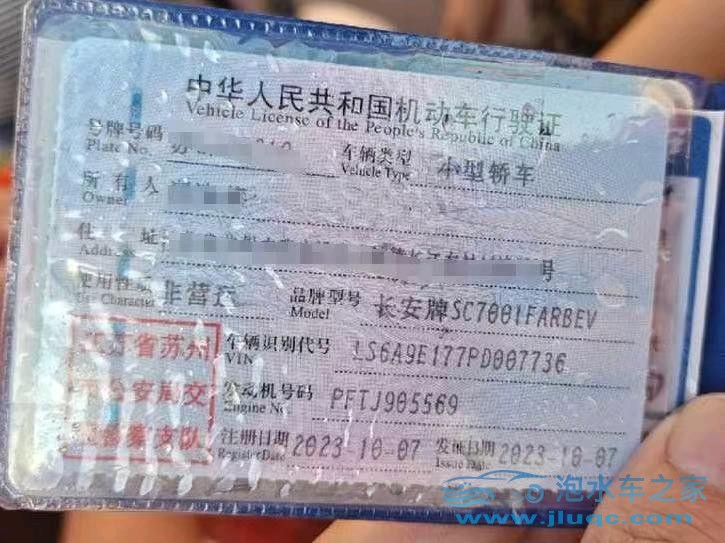 中华人民共和国机动车行驶证
Vehicle License of the People's Republic of China
号牌号码
Plate No.
车辆类型 小型轿车
Vehicle Type
所有人
Owner
住址 号
Address
使用性质 非营运
Use Character
品牌型号 长安牌SC7001FARBEV
Model
江苏省苏州
市公安局交
通警察支队
车辆识别代号 LS6A9E177PD007736
VIN
发动机号码 PFTJ905569
Engine No.
注册日期 2023-10-07 发证日期 2023-10-07
Register Date Issue Date
泡水车之家
www.jluqc.com